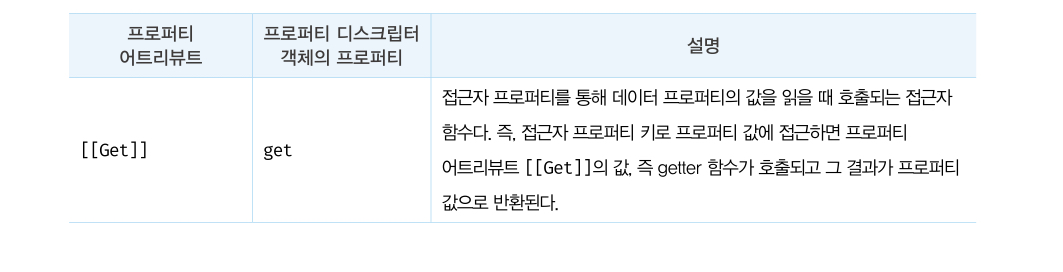 프로퍼티
어트리뷰트
프로퍼티 디스크립터
객체의 프로퍼티
설명
[[Get]]
get
접근자 프로퍼티를 통해 데이터 프로퍼티의 값을 읽을 때 호출되는 접근자
함수다. 즉, 접근자 프로퍼티 키로 프로퍼티 값에 접근하면 프로퍼티
어트리뷰트 [[Get]]의 값, 즉 getter 함수가 호출되고 그 결과가 프로퍼티
값으로 반환된다.